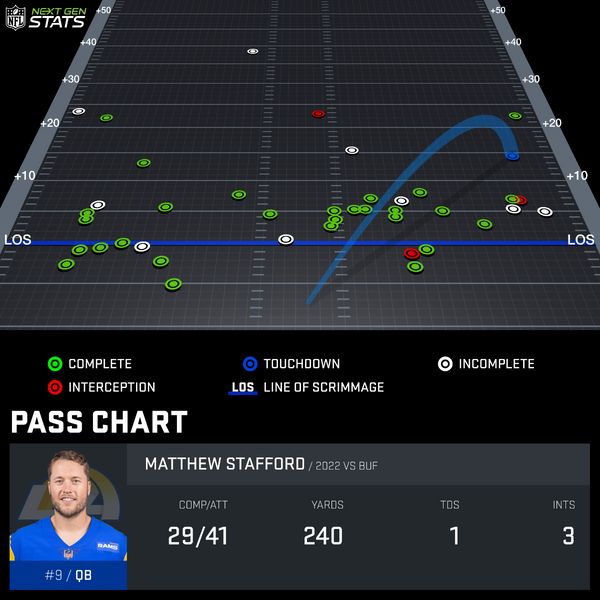 NFL NEXT GEN STATS
+50 +50
+40 +40
+30 +30
+20 +20
+10 +10
LOS LOS
COMPLETE TOUCHDOWN INCOMPLETE
INTERCEPTION LOS LINE OF SCRIMMAGE
PASS CHART
MATTHEW STAFFORD / 2022 VS BUF
COMP/ATT YARDS TDS INTS
29/41 240 1 3
RAMS
#9 / QB